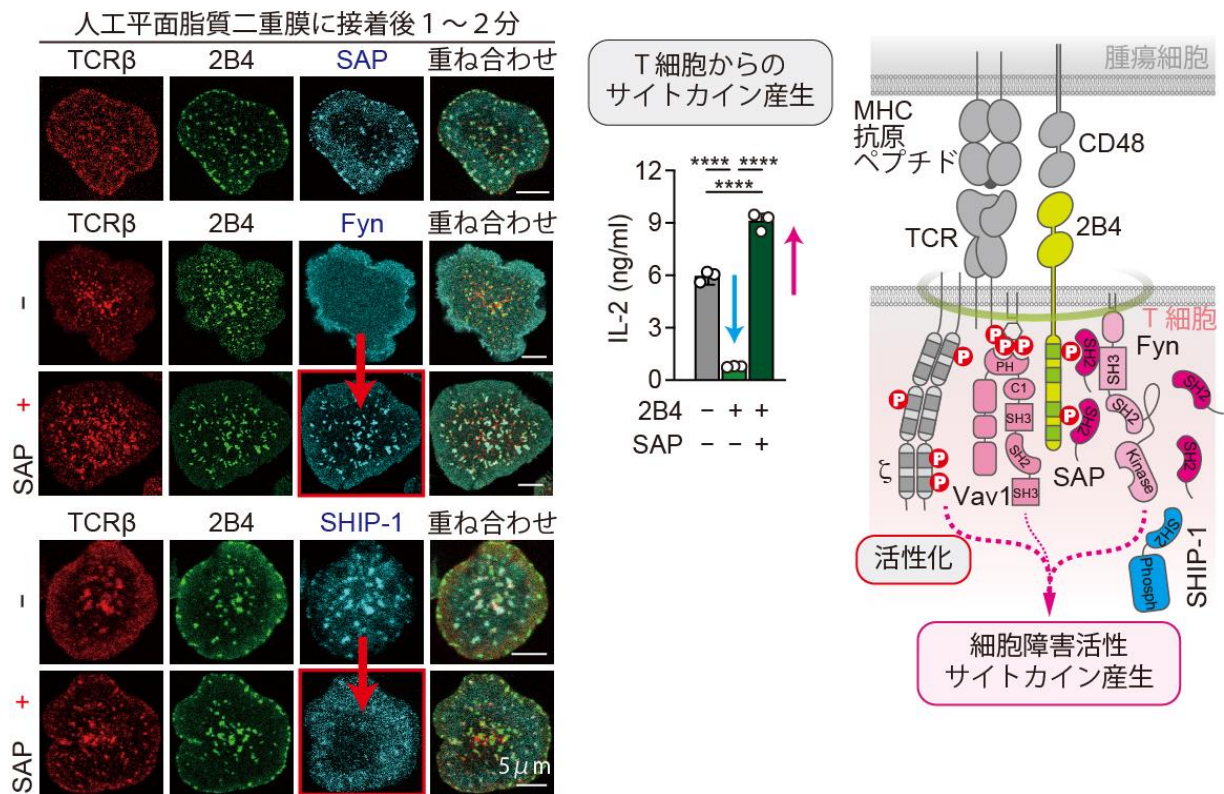 人工平面脂質二重膜に接着後1〜2分
TCRβ 2B4 SAP 重ね合わせ
TCRβ 2B4 Fyn 重ね合わせ
−
+
SAP
TCRβ 2B4 SHIP-1 重ね合わせ
−
+
SAP
5μm
T細胞からの
サイトカイン産生
**** ****
****
12
9
6
3
0
IL-2 (ng/ml)
2B4 − + +
SAP − − +
腫瘍細胞
MHC
抗原
ペプチド
CD48
TCR
2B4
T細胞
Fyn
P
P
P
P
P
P
P
P
P
P
PH
C1
SH3
SH2
SH3
SH2
SH2
SH3
SH2
Kinase
SH2
SH2
ζ
Vav1
SAP
SH2
Phosph
SHIP-1
活性化
細胞障害活性
サイトカイン産生